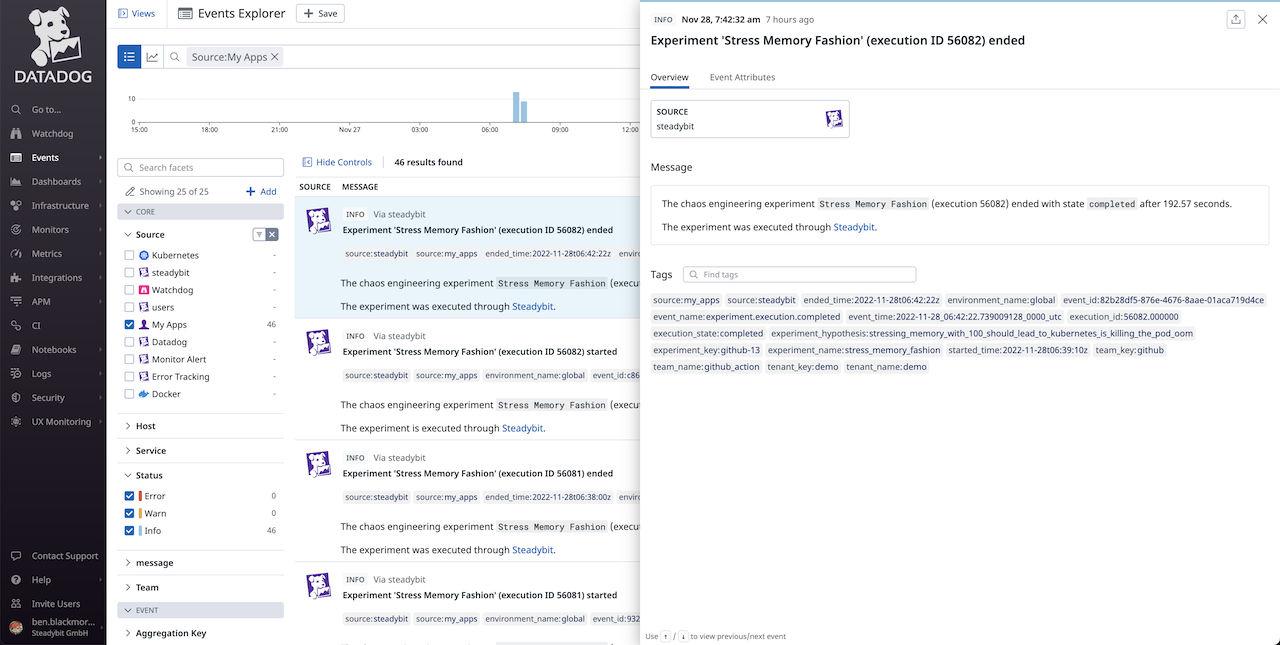 DATADOG
Go to...
Watchdog
Events
Dashboards
Infrastructure
Monitors
Metrics
Integrations
APM
CI
Notebooks
Logs
Security
UX Monitoring
Contact Support
Help
Invite Users
ben.blackmor...
Steadybit GmbH
Views
Events Explorer
Save
Source:My Apps
10
0
15:00 18:00 21:00 Nov 27 03:00 06:00 09:00 12:00
Search facets
Showing 25 of 25
Add
CORE
Source
Kubernetes -
steadybit -
Watchdog -
users -
My Apps 46
Datadog -
Monitor Alert -
Error Tracking -
Docker -
Host
Service
Status
Error 0
Warn 0
Info 46
message
Team
EVENT
Aggregation Key
Hide Controls
46 results found
SOURCE MESSAGE
INFO Via steadybit
Experiment 'Stress Memory Fashion' (execution ID 56082) ended
source:steadybit source:my_apps ended_time:2022-11-28t06:42:22z enviro
The chaos engineering experiment Stress Memory Fashion (execu
The experiment was executed through Steadybit.
INFO Via steadybit
Experiment 'Stress Memory Fashion' (execution ID 56082) started
source:steadybit source:my_apps environment_name:global event_id:c86
The chaos engineering experiment Stress Memory Fashion (execu
The experiment is executed through Steadybit.
INFO Via steadybit
Experiment 'Stress Memory Fashion' (execution ID 56081) ended
source:steadybit source:my_apps ended_time:2022-11-28t06:38:00z enviro
The chaos engineering experiment Stress Memory Fashion (execu
The experiment was executed through Steadybit.
INFO Via steadybit
Experiment 'Stress Memory Fashion' (execution ID 56081) started
source:steadybit source:my_apps environment_name:global event_id:932
INFO Nov 28, 7:42:32 am 7 hours ago
Experiment 'Stress Memory Fashion' (execution ID 56082) ended
Overview Event Attributes
SOURCE
steadybit
Message
The chaos engineering experiment Stress Memory Fashion (execution 56082) ended with state completed after 192.57 seconds.
The experiment was executed through Steadybit.
Tags Find tags
source:my_apps source:steadybit ended_time:2022-11-28t06:42:22z environment_name:global event_id:82b28df5-876e-4676-8aae-01aca719d4ce
event_name:experiment.execution.completed event_time:2022-11-28_06:42:22.739009128_0000_utc execution_id:56082.000000
execution_state:completed experiment_hypothesis:stressing_memory_with_100_should_lead_to_kubernetes_is_killing_the_pod_oom
experiment_key:github-13 experiment_name:stress_memory_fashion started_time:2022-11-28t06:39:10z team_key:github
team_name:github_action tenant_key:demo tenant_name:demo
Use ↑ / ↓ to view previous/next event